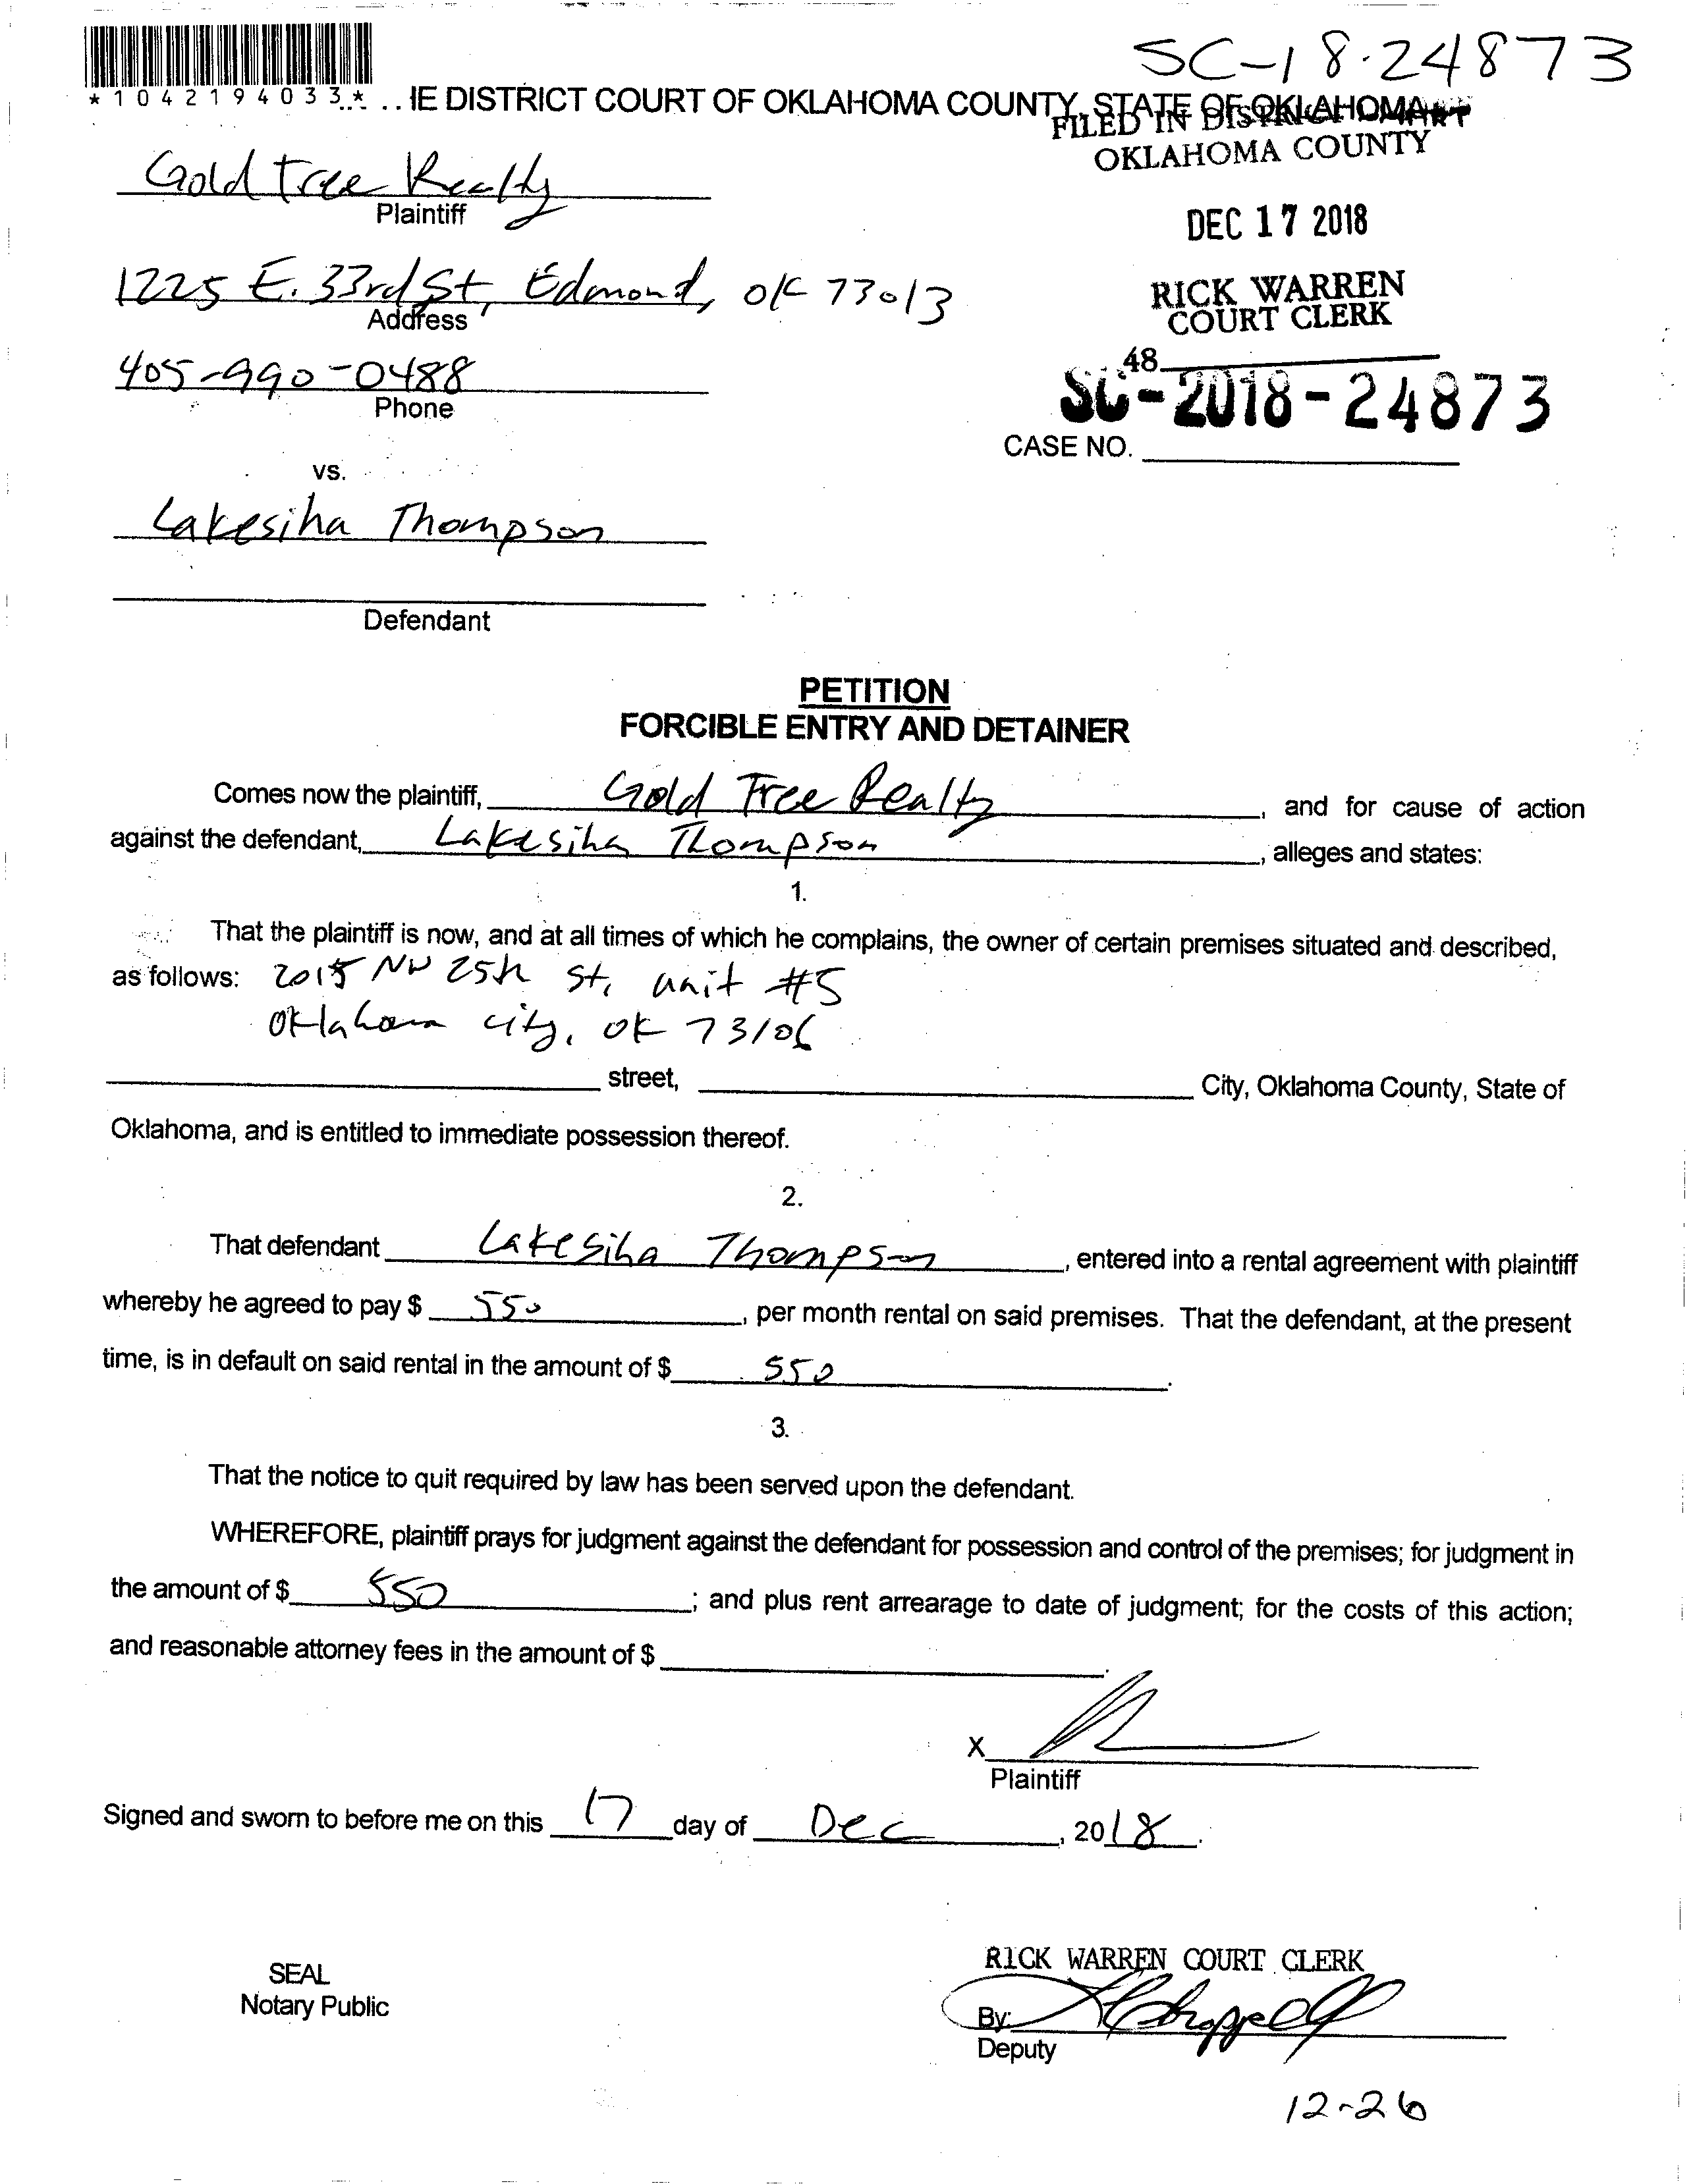 SC-18-24873
*1042194033* IE DISTRICT COURT OF OKLAHOMA COUNTY, STATE OF OKLAHOMA
FILED IN DISTRICT COURT
OKLAHOMA COUNTY
Gold Tree Realty
Plaintiff
DEC 17 2018
1225 E. 33rd St, Edmond, OK 73013
Address
RICK WARREN
COURT CLERK
405-990-0488
Phone
48
SC-2018-24873
CASE NO.
vs.
Lakesiha Thompson
Defendant
PETITION
FORCIBLE ENTRY AND DETAINER
Comes now the plaintiff, Gold Tree Realty, and for cause of action
against the defendant, Lakesiha Thompson, alleges and states:
1.
That the plaintiff is now, and at all times of which he complains, the owner of certain premises situated and described,
as follows: 2015 NW 25th St, unit #5
Oklahoma city, OK 73106
street, City, Oklahoma County, State of
Oklahoma, and is entitled to immediate possession thereof.
2.
That defendant Lakesiha Thompson, entered into a rental agreement with plaintiff
whereby he agreed to pay $ 550, per month rental on said premises. That the defendant, at the present
time, is in default on said rental in the amount of $ 550.
3.
That the notice to quit required by law has been served upon the defendant.
WHEREFORE, plaintiff prays for judgment against the defendant for possession and control of the premises; for judgment in
the amount of $ 550; and plus rent arrearage to date of judgment; for the costs of this action;
and reasonable attorney fees in the amount of $.
X
Plaintiff
Signed and sworn to before me on this 17 day of Dec, 2018.
SEAL
Notary Public
RICK WARREN COURT CLERK
By:
Deputy
12-26